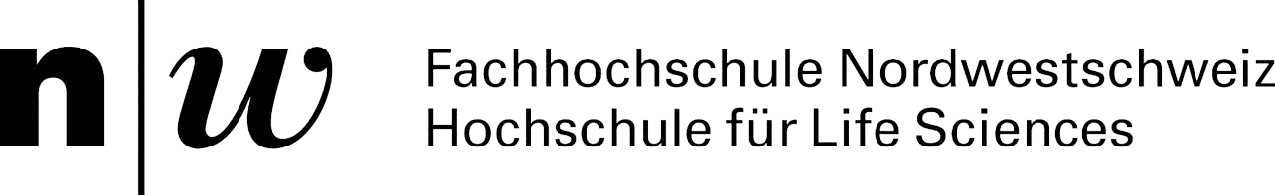 n|w Fachhochschule Nordwestschweiz
Hochschule für Life Sciences